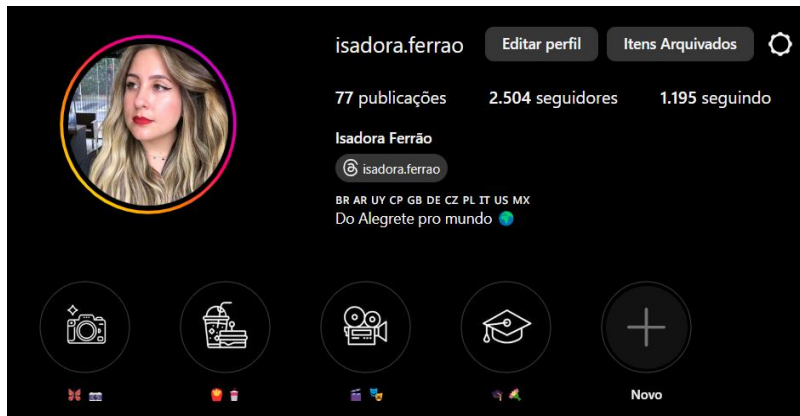 isadora.ferrao Editar perfil Itens Arquivados
77 publicações 2.504 seguidores 1.195 seguindo
Isadora Ferrão
isadora.ferrao
BR AR UY CP GB DE CZ PL IT US MX
Do Alegrete pro mundo 🌍
Novo